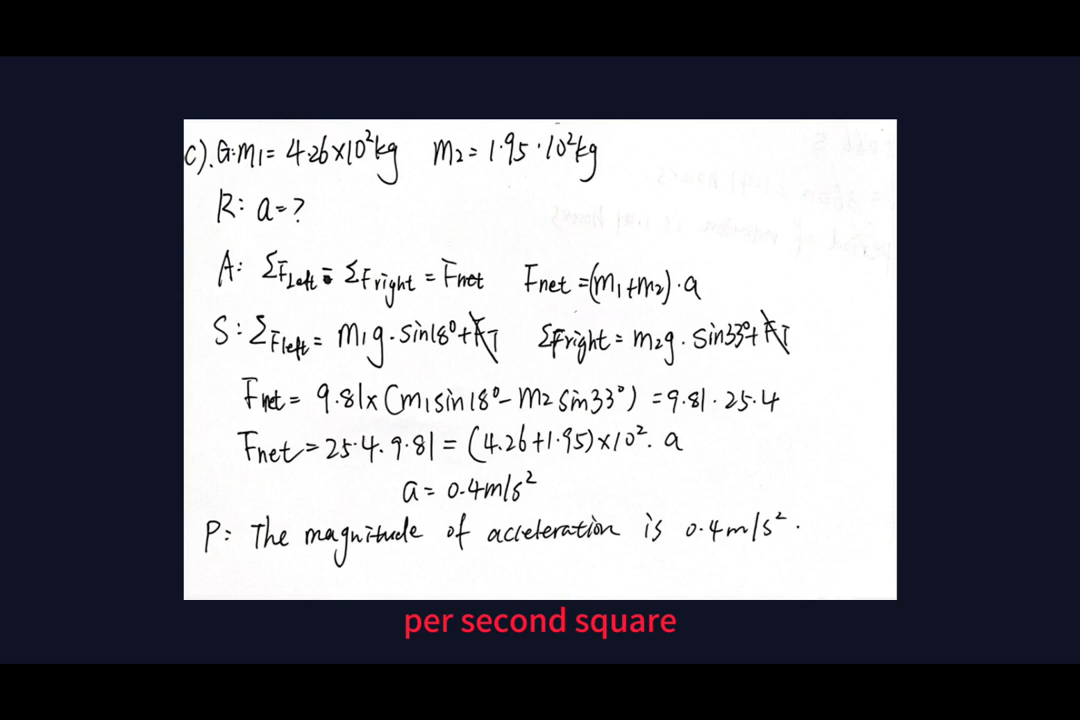 c). G: m1 = 4.26×10²kg m2 = 1.95·10²kg
R: a=?
A: ΣFLeft = ΣFright = Fnet Fnet =(m1+m2)·a
S: ΣFleft = m1g·sin18°+FT ΣFright = m2g·sin33°+FT
Fnet = 9.81×(m1sin18°-m2sin33°) =9.81·25.4
Fnet = 25.4.9.81 = (4.26+1.95)×10²·a
a = 0.4m/s²
P: The magnitude of acceleration is 0.4m/s².
per second square